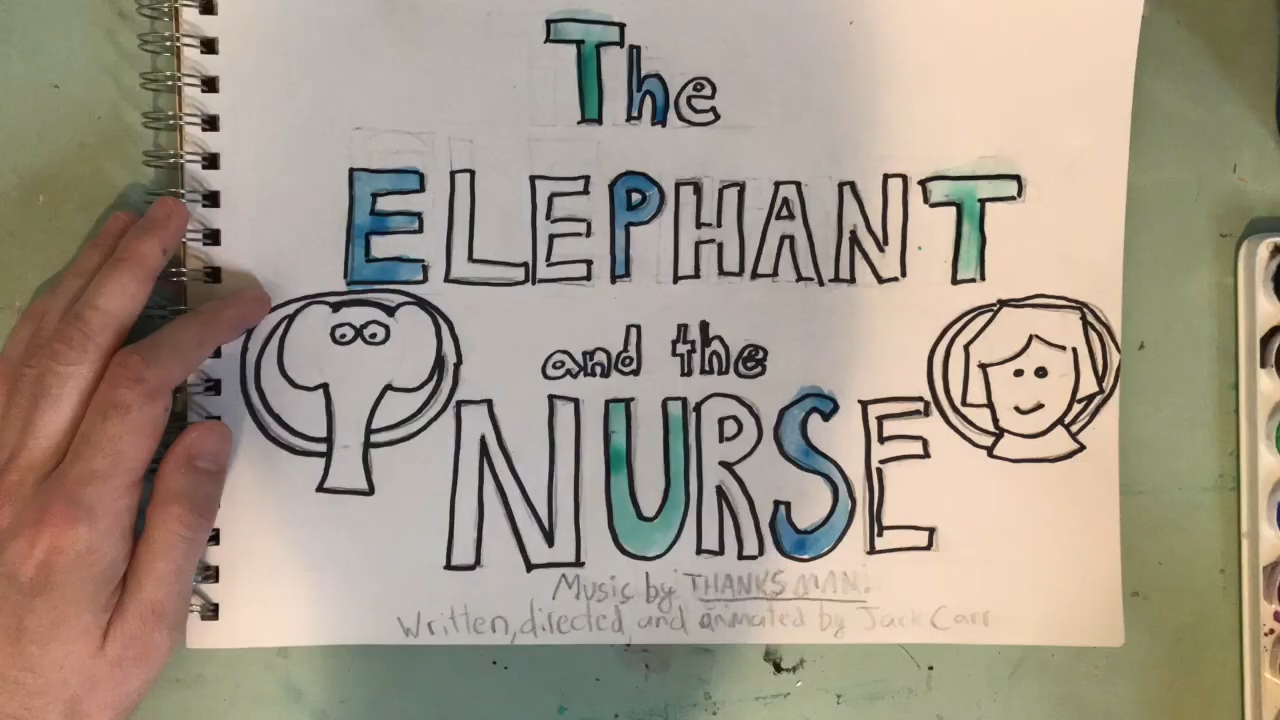 The
ELEPHANT
and the
NURSE
Music by THANKS MAN!
Written, directed, and animated by Jack Carr